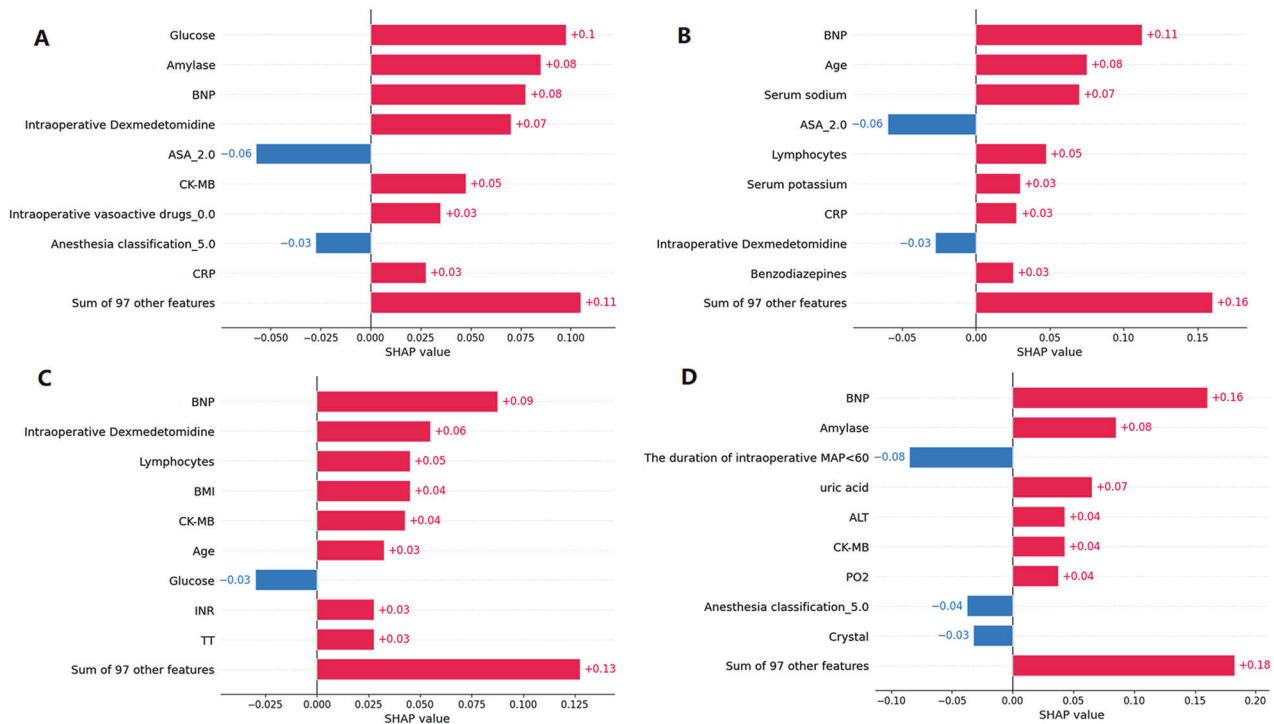 A
Glucose
+0.1
Amylase
+0.08
BNP
+0.08
Intraoperative Dexmedetomidine
+0.07
ASA_2.0
−0.06
CK-MB
+0.05
Intraoperative vasoactive drugs_0.0
+0.03
Anesthesia classification_5.0
−0.03
CRP
+0.03
Sum of 97 other features
+0.11
−0.050 −0.025 0.000 0.025 0.050 0.075 0.100
SHAP value
B
BNP
+0.11
Age
+0.08
Serum sodium
+0.07
ASA_2.0
−0.06
Lymphocytes
+0.05
Serum potassium
+0.03
CRP
+0.03
Intraoperative Dexmedetomidine
−0.03
Benzodiazepines
+0.03
Sum of 97 other features
+0.16
−0.05 0.00 0.05 0.10 0.15
SHAP value
C
BNP
+0.09
Intraoperative Dexmedetomidine
+0.06
Lymphocytes
+0.05
BMI
+0.04
CK-MB
+0.04
Age
+0.03
Glucose
−0.03
INR
+0.03
TT
+0.03
Sum of 97 other features
+0.13
−0.025 0.000 0.025 0.050 0.075 0.100 0.125
SHAP value
D
BNP
+0.16
Amylase
+0.08
The duration of intraoperative MAP<60
−0.08
uric acid
+0.07
ALT
+0.04
CK-MB
+0.04
PO2
+0.04
Anesthesia classification_5.0
−0.04
Crystal
−0.03
Sum of 97 other features
+0.18
−0.10 −0.05 0.00 0.05 0.10 0.15 0.20
SHAP value